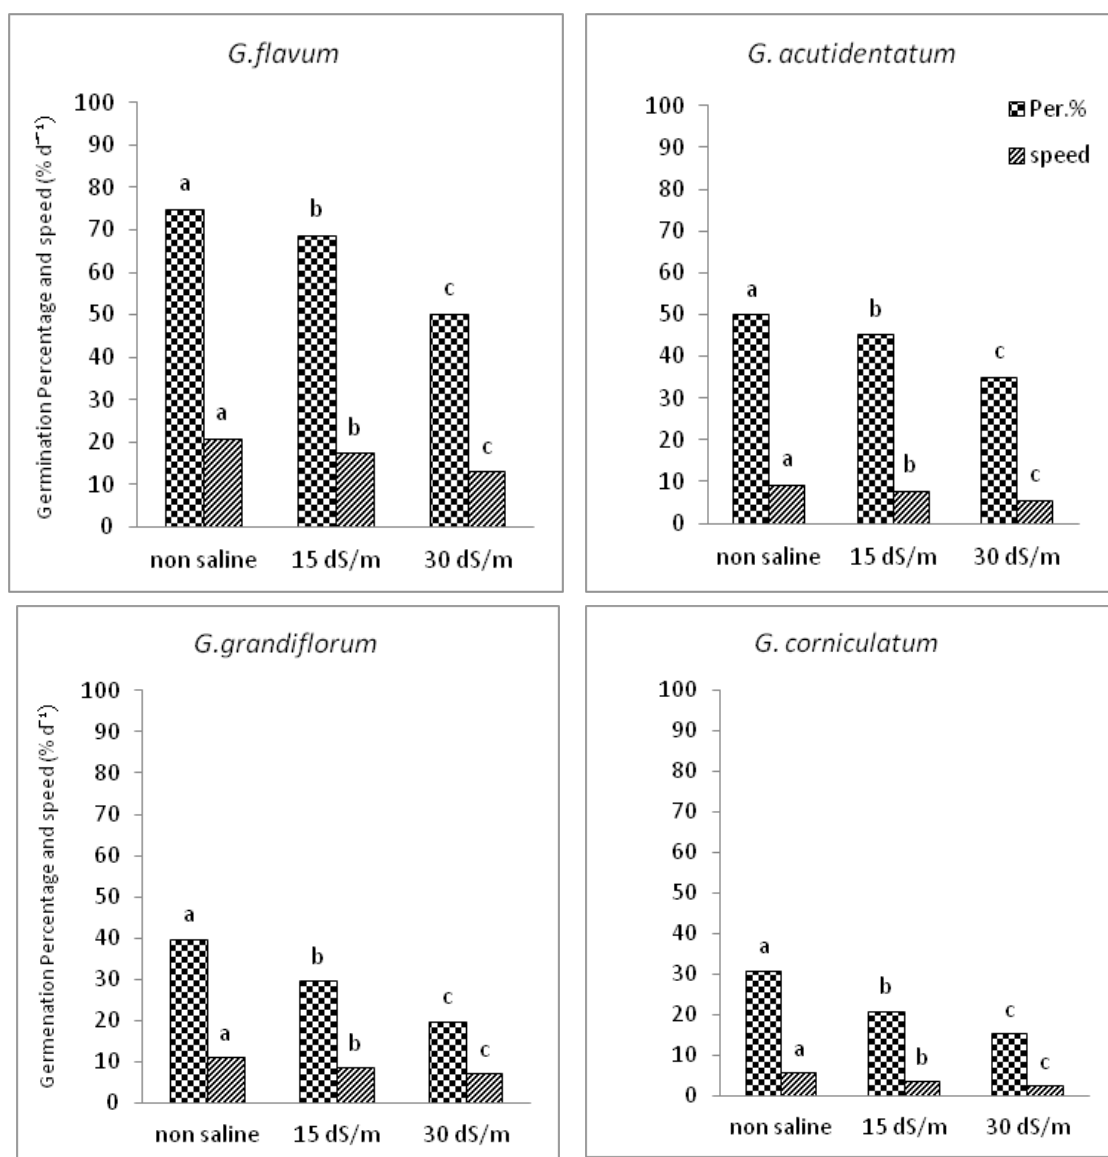 G.flavum
Germination Percentage and speed (% d⁻¹)
100
90
80
70
60
50
40
30
20
10
0
a
b
c
a
b
c
non saline 15 dS/m 30 dS/m
G. acutidentatum
Per.%
speed
100
90
80
70
60
50
40
30
20
10
0
a
b
c
a
b
c
non saline 15 dS/m 30 dS/m
G.grandiflorum
Germenation Percentage and speed (% d⁻¹)
100
90
80
70
60
50
40
30
20
10
0
a
b
c
a
b
c
non saline 15 dS/m 30 dS/m
G. corniculatum
100
90
80
70
60
50
40
30
20
10
0
a
b
c
a
b
c
non saline 15 dS/m 30 dS/m